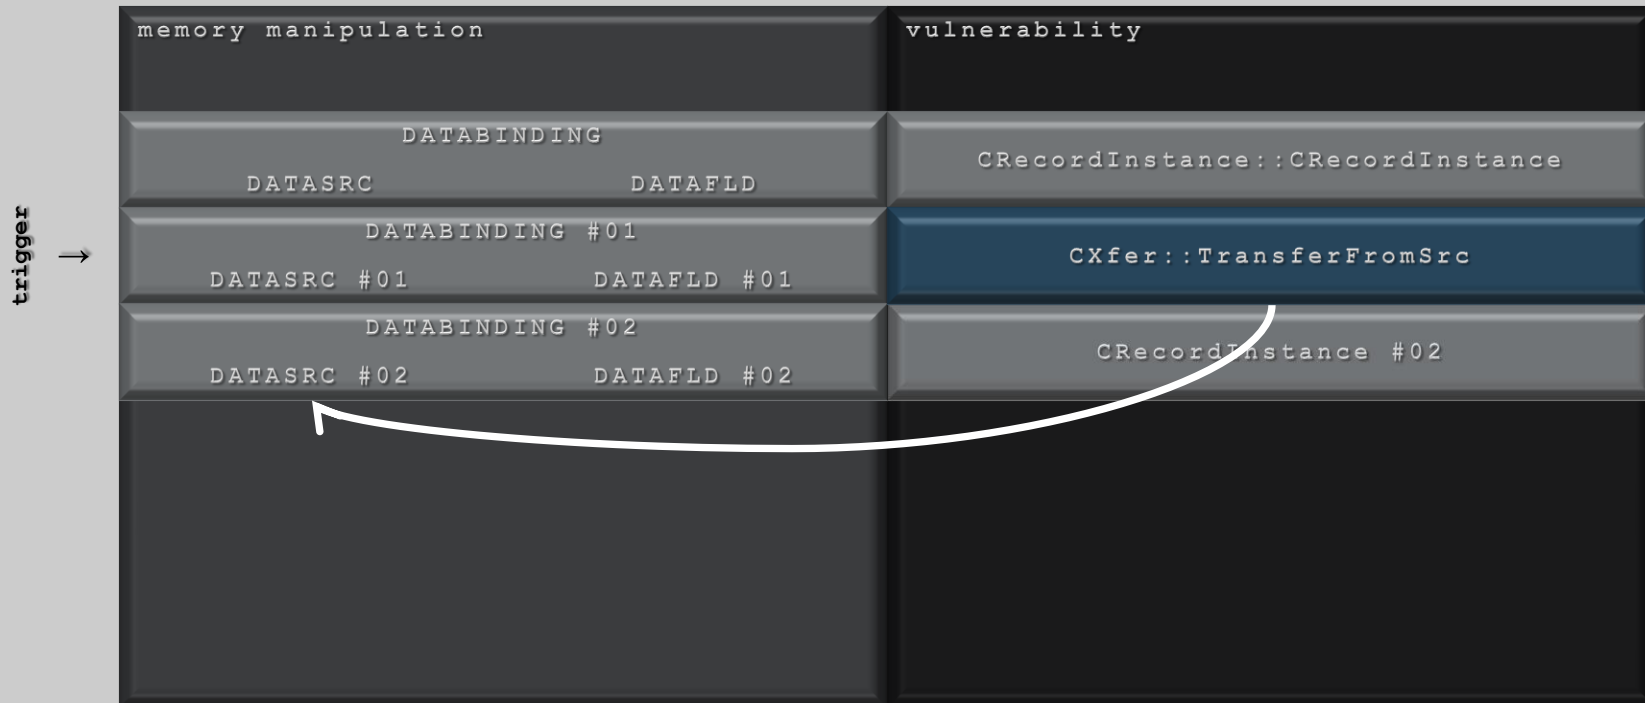 memory manipulation
vulnerability
DATABINDING
DATASRC DATAFLD
CRecordInstance::CRecordInstance
trigger →
DATABINDING #01
DATASRC #01 DATAFLD #01
CXfer::TransferFromSrc
DATABINDING #02
DATASRC #02 DATAFLD #02
CRecordInstance #02